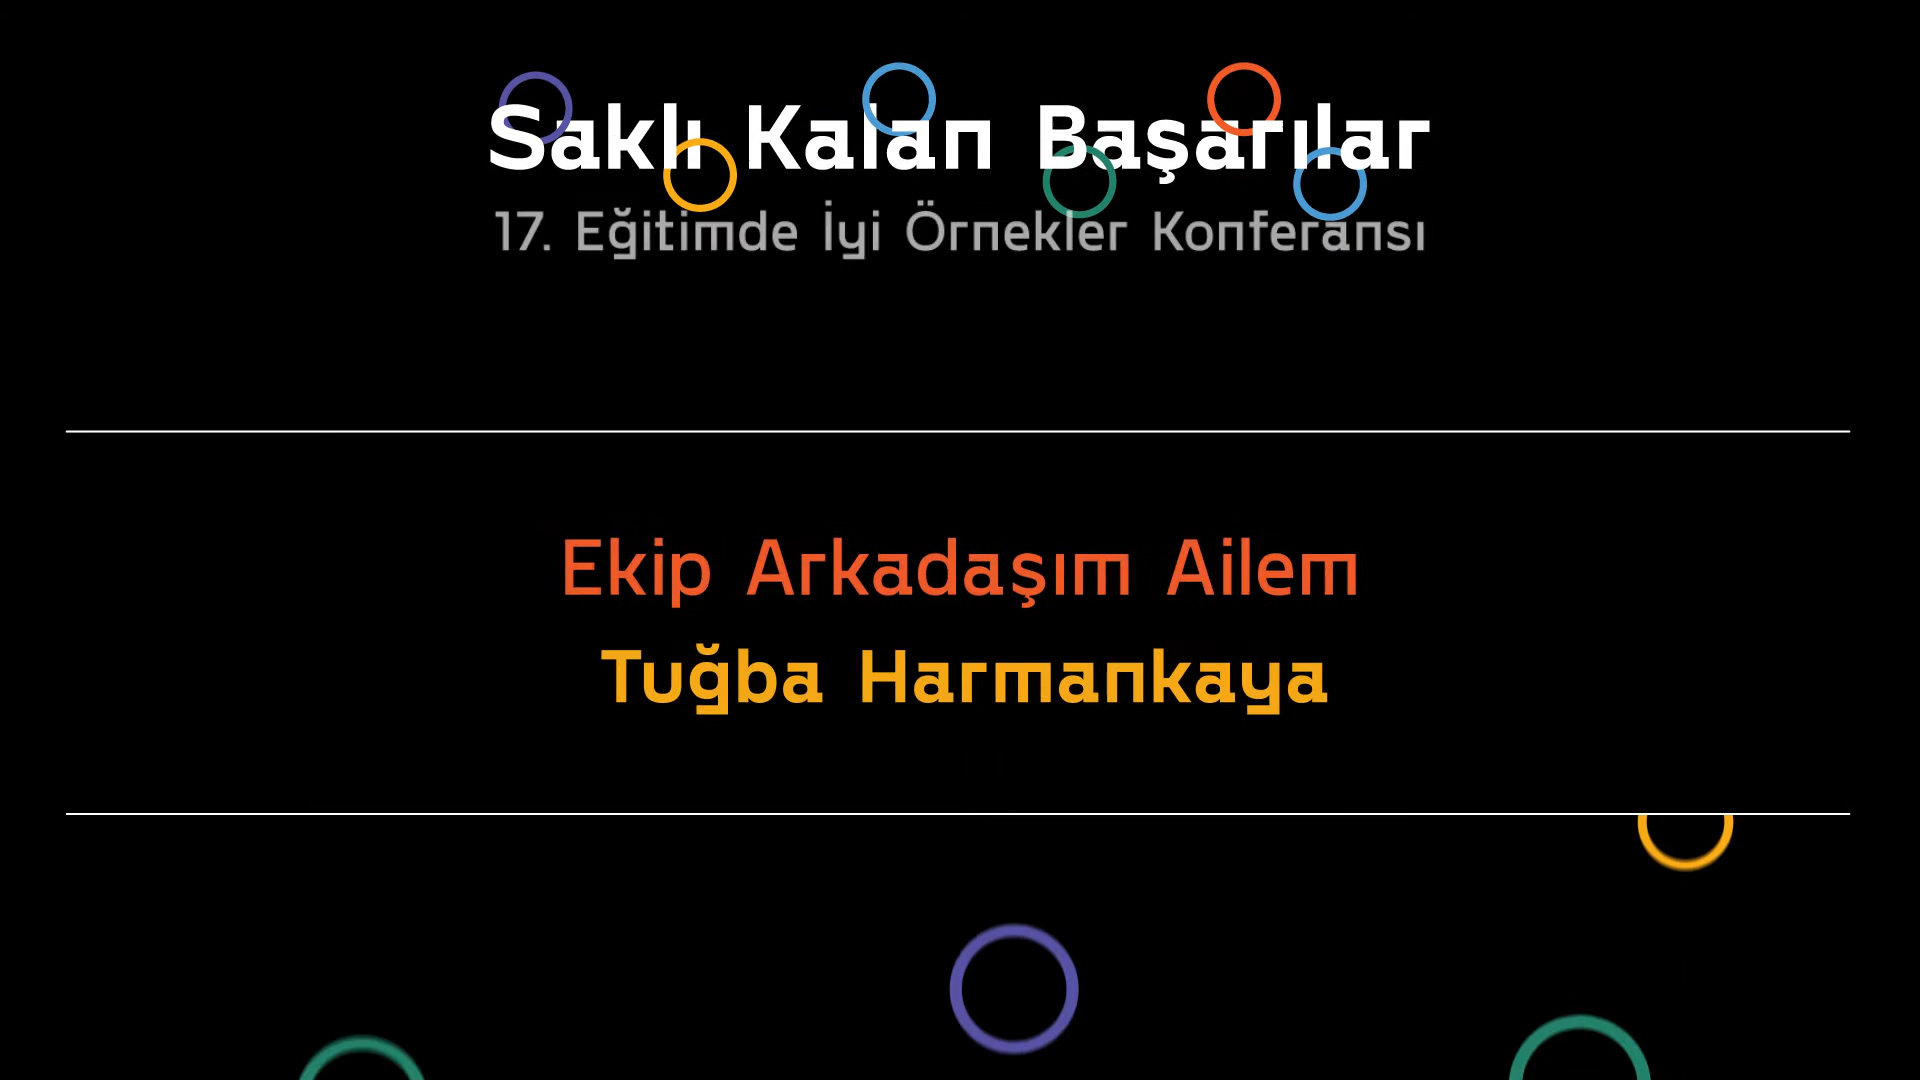 Saklı Kalan Başarılar
17. Eğitimde İyi Örnekler Konferansı
Ekip Arkadaşım Ailem
Tuğba Harmankaya